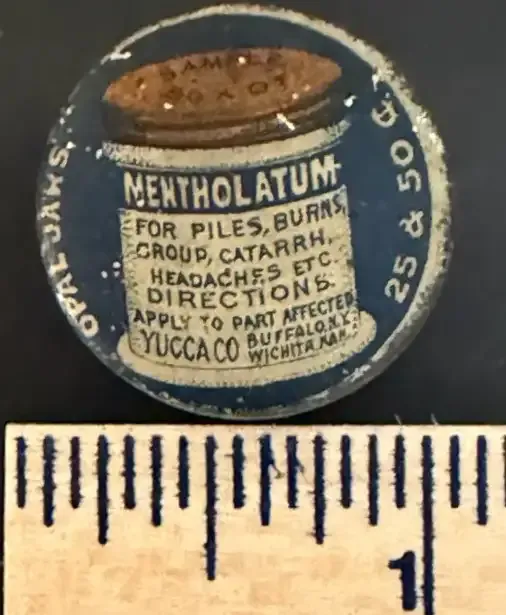 SAMPLE
MENTHOLATUM
FOR PILES, BURNS,
CROUP, CATARRH,
HEADACHES ETC.
DIRECTIONS.
APPLY TO PART AFFECTED
YUCCA CO BUFFALO, N.Y.
WICHITA, KAN.
OPAL JARS.
25 & 50 ¢
1